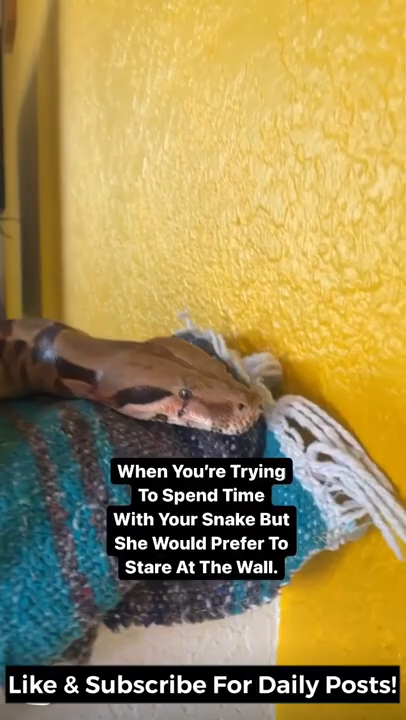 When You're Trying
To Spend Time
With Your Snake But
She Would Prefer To
Stare At The Wall.
Like & Subscribe For Daily Posts!